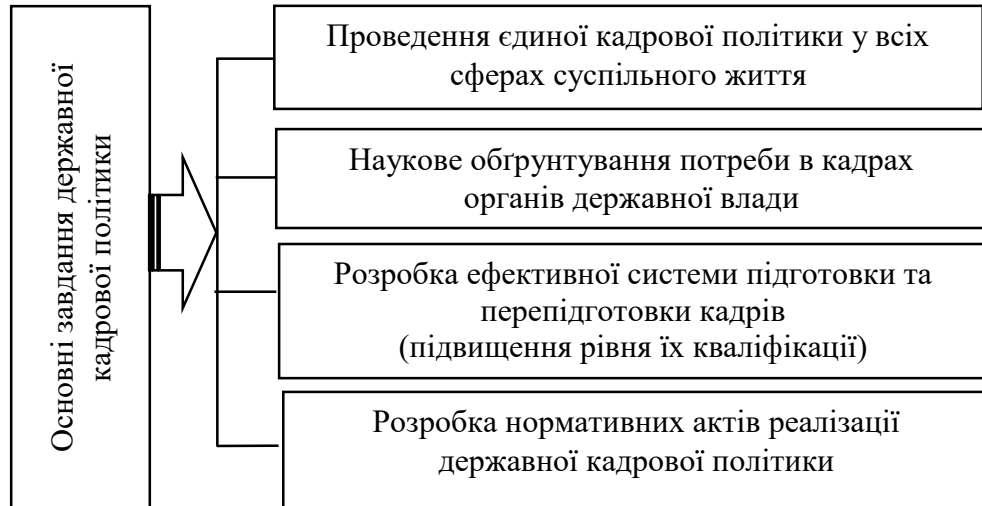 Основні завдання державної
кадрової політики
Проведення єдиної кадрової політики у всіх
сферах суспільного життя
Наукове обґрунтування потреби в кадрах
органів державної влади
Розробка ефективної системи підготовки та
перепідготовки кадрів
(підвищення рівня їх кваліфікації)
Розробка нормативних актів реалізації
державної кадрової політики